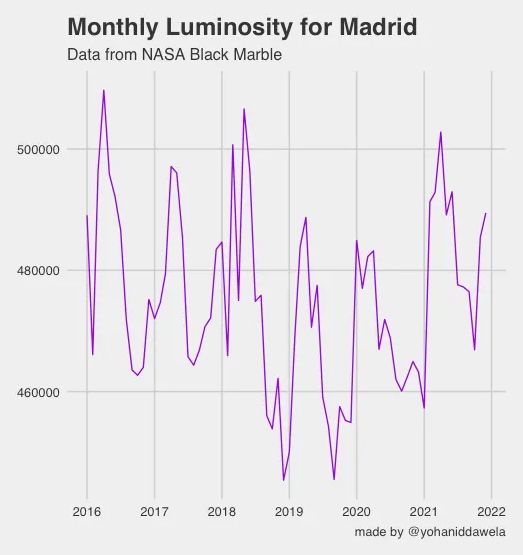 Monthly Luminosity for Madrid
Data from NASA Black Marble
500000
480000
460000
2016 2017 2018 2019 2020 2021 2022
made by @yohaniddawela